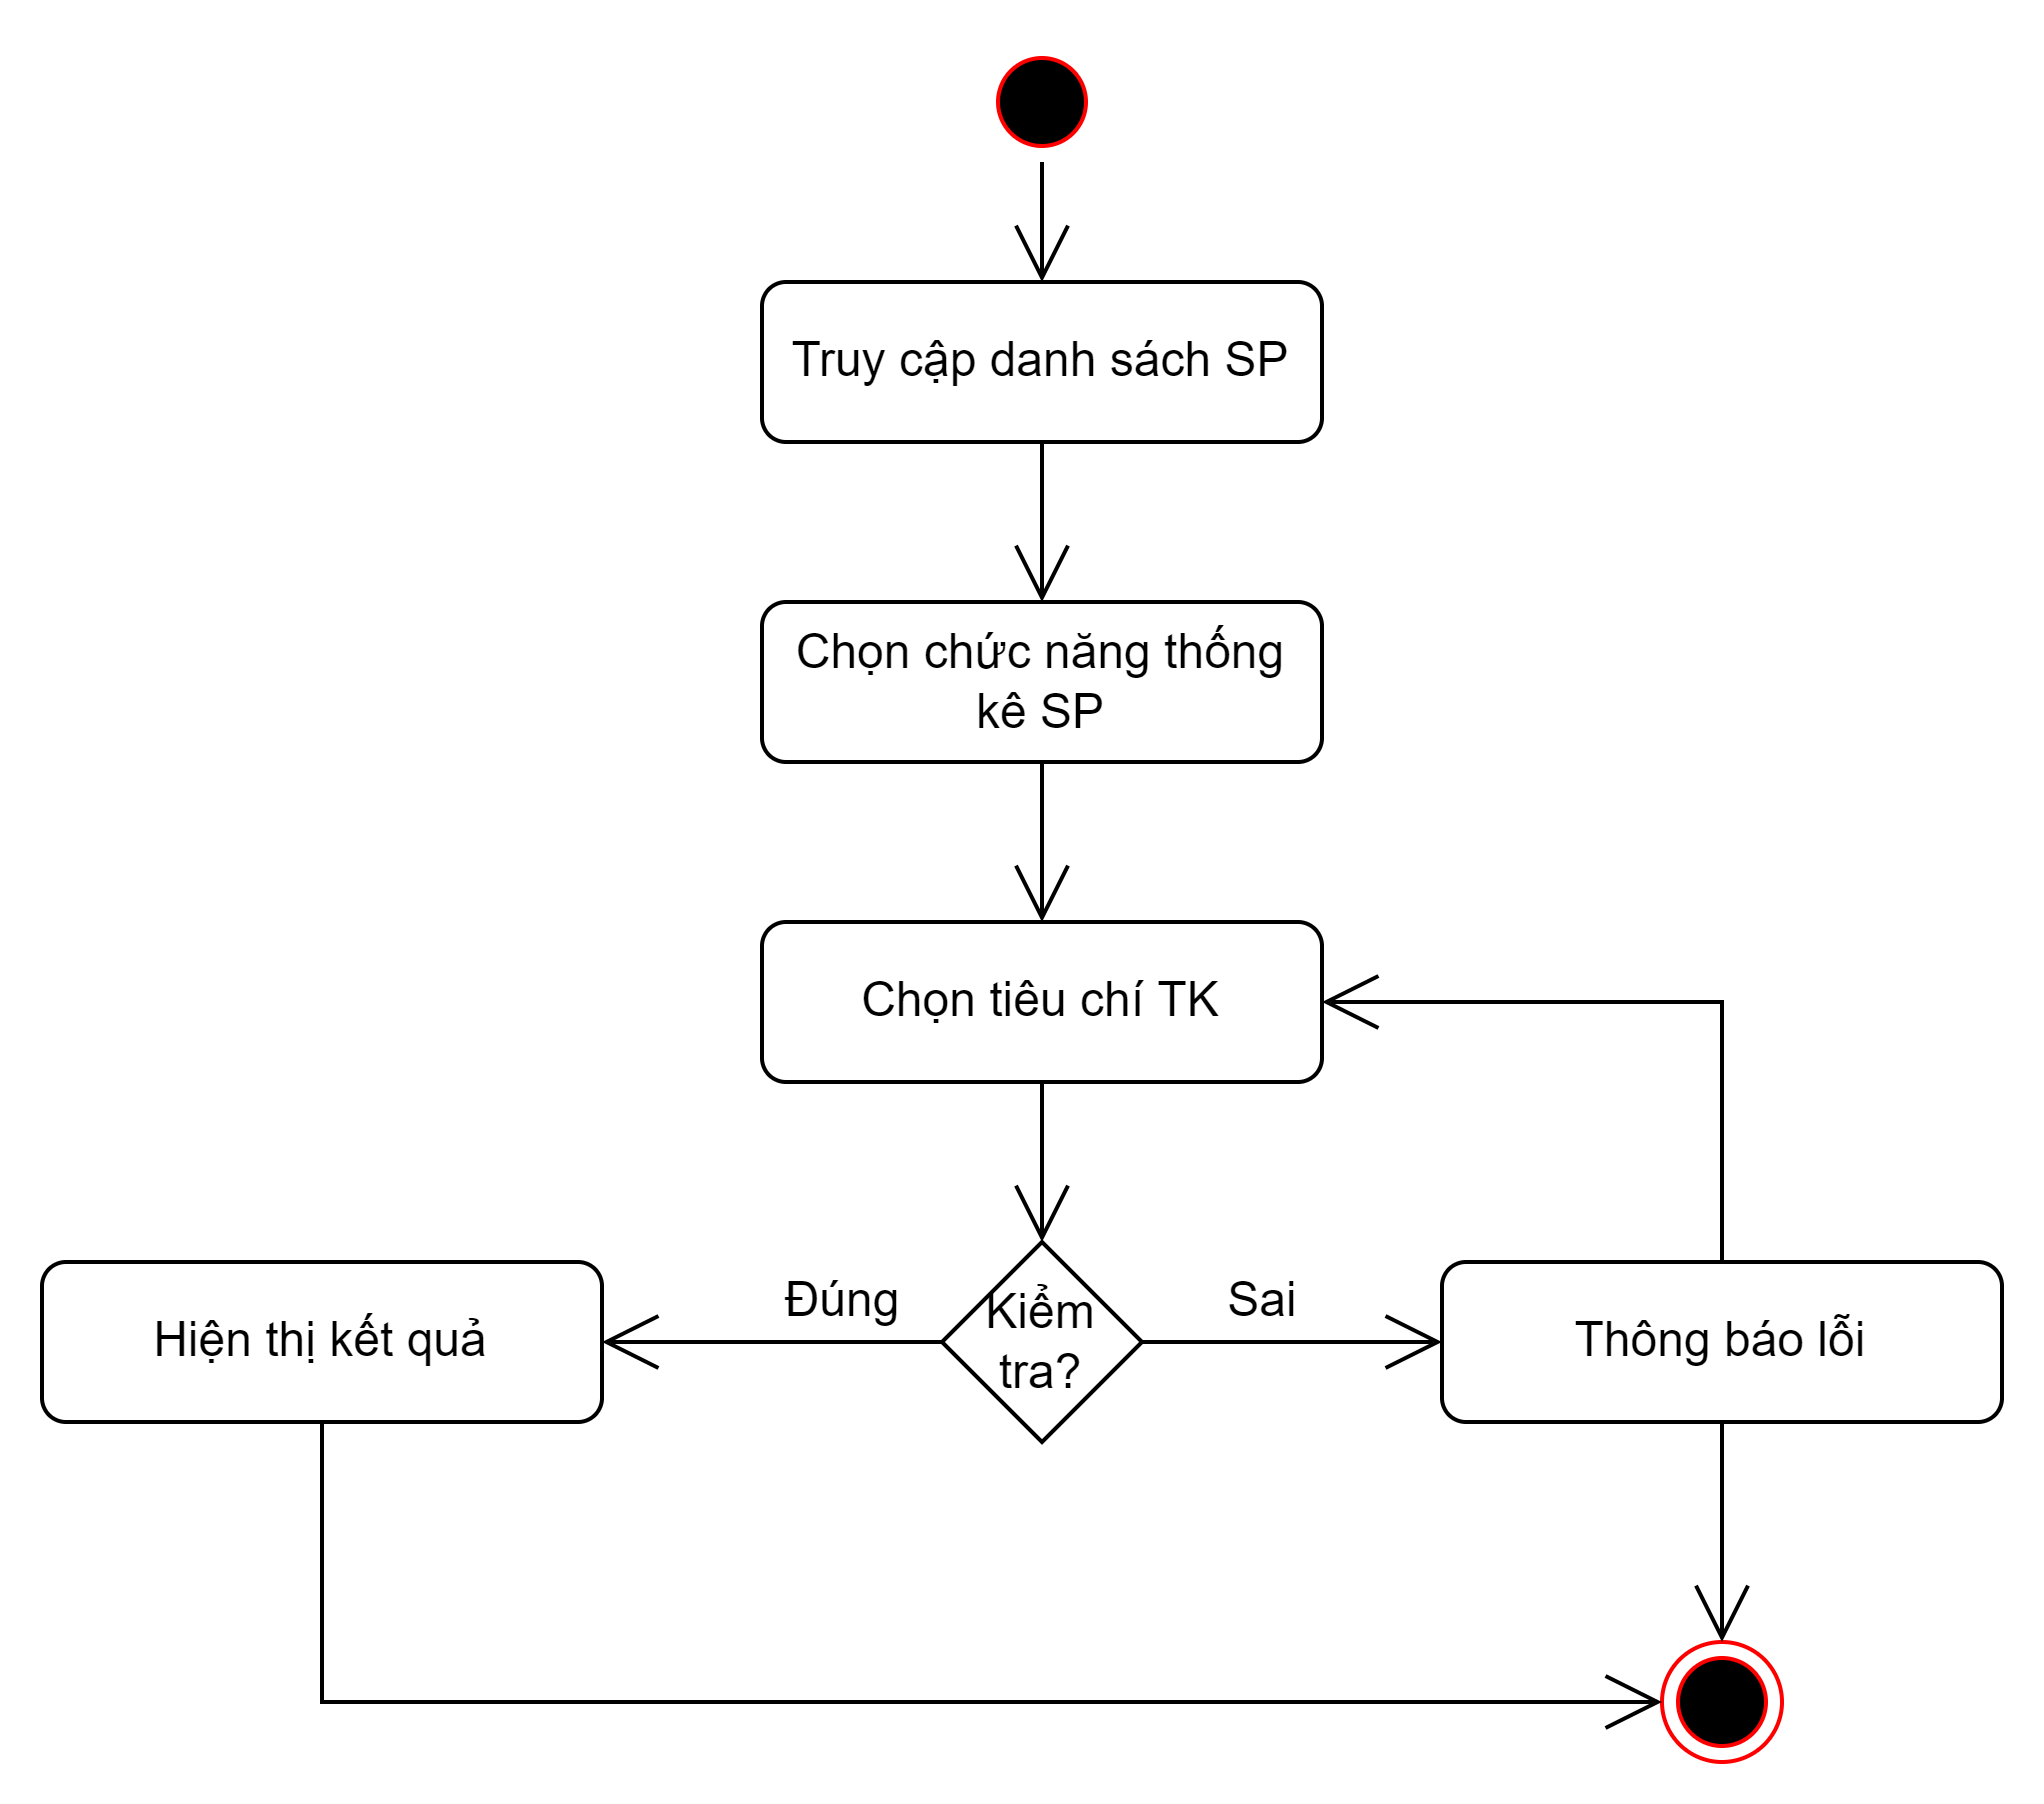 Truy cập danh sách SP
Chọn chức năng thống
kê SP
Chọn tiêu chí TK
Đúng
Kiểm
tra?
Sai
Hiện thị kết quả
Thông báo lỗi